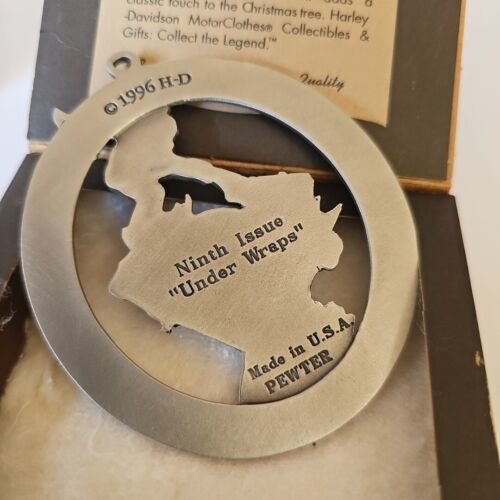 classic touch to the Christmas tree. Harley
-Davidson MotorClothes® Collectibles &
Gifts: Collect the Legend.™
Quality
© 1996 H-D
Ninth Issue
"Under Wraps"
Made in U.S.A.
PEWTER